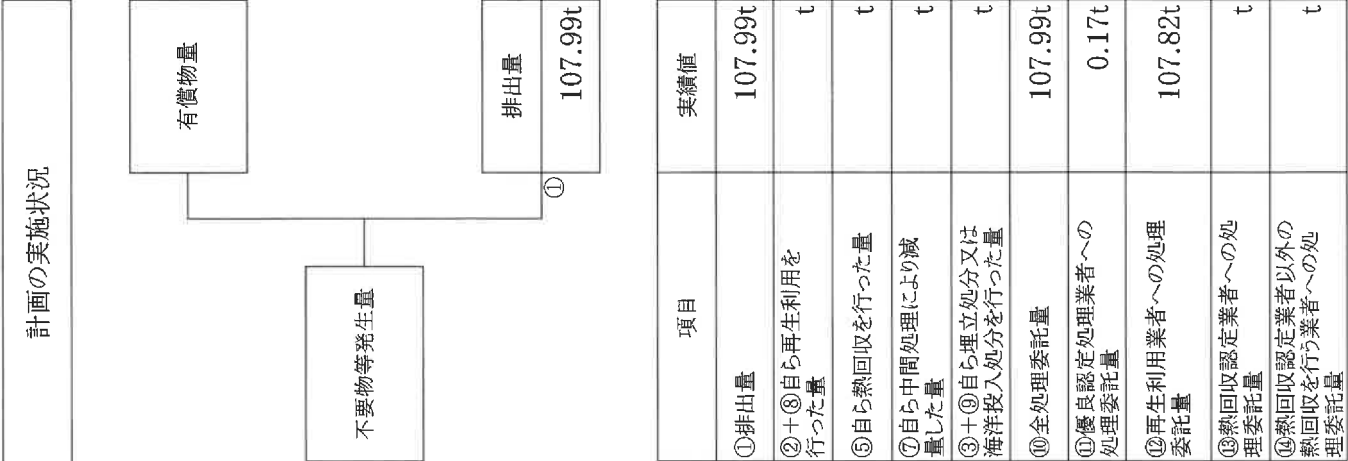 計画の実施状況
不要物等発生量
有償物量
排出量
① 107.99t
項目 実績値
①排出量 107.99t
②＋⑧自ら再生利用を
行った量 t
⑤自ら熱回収を行った量 t
⑦自ら中間処理により減
量した量 t
③＋⑨自ら埋立処分又は
海洋投入処分を行った量 t
⑩全処理委託量 107.99t
⑪優良認定処理業者への
処理委託量 0.17t
⑫再生利用業者への処理
委託量 107.82t
⑬熱回収認定業者への処
理委託量 t
⑭熱回収認定業者以外の
熱回収を行う業者への処
理委託量 t